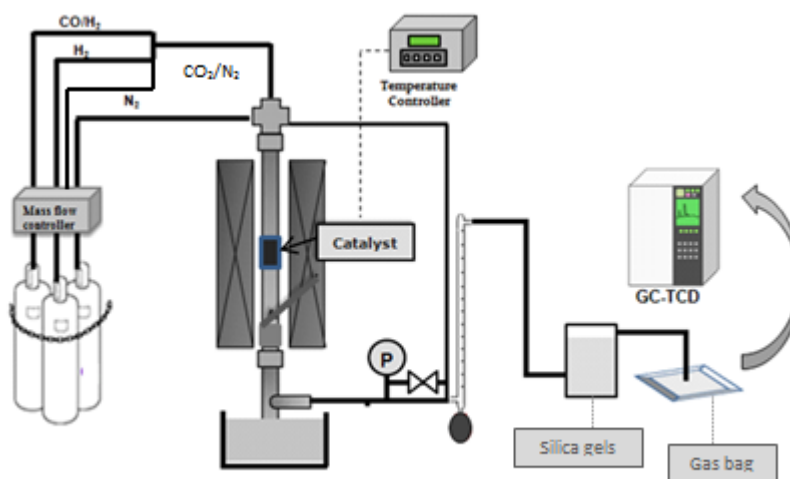 CO/H₂
H₂
CO₂/N₂
N₂
Temperature
Controller
Mass flow
controller
Catalyst
P
GC-TCD
Silica gels
Gas bag